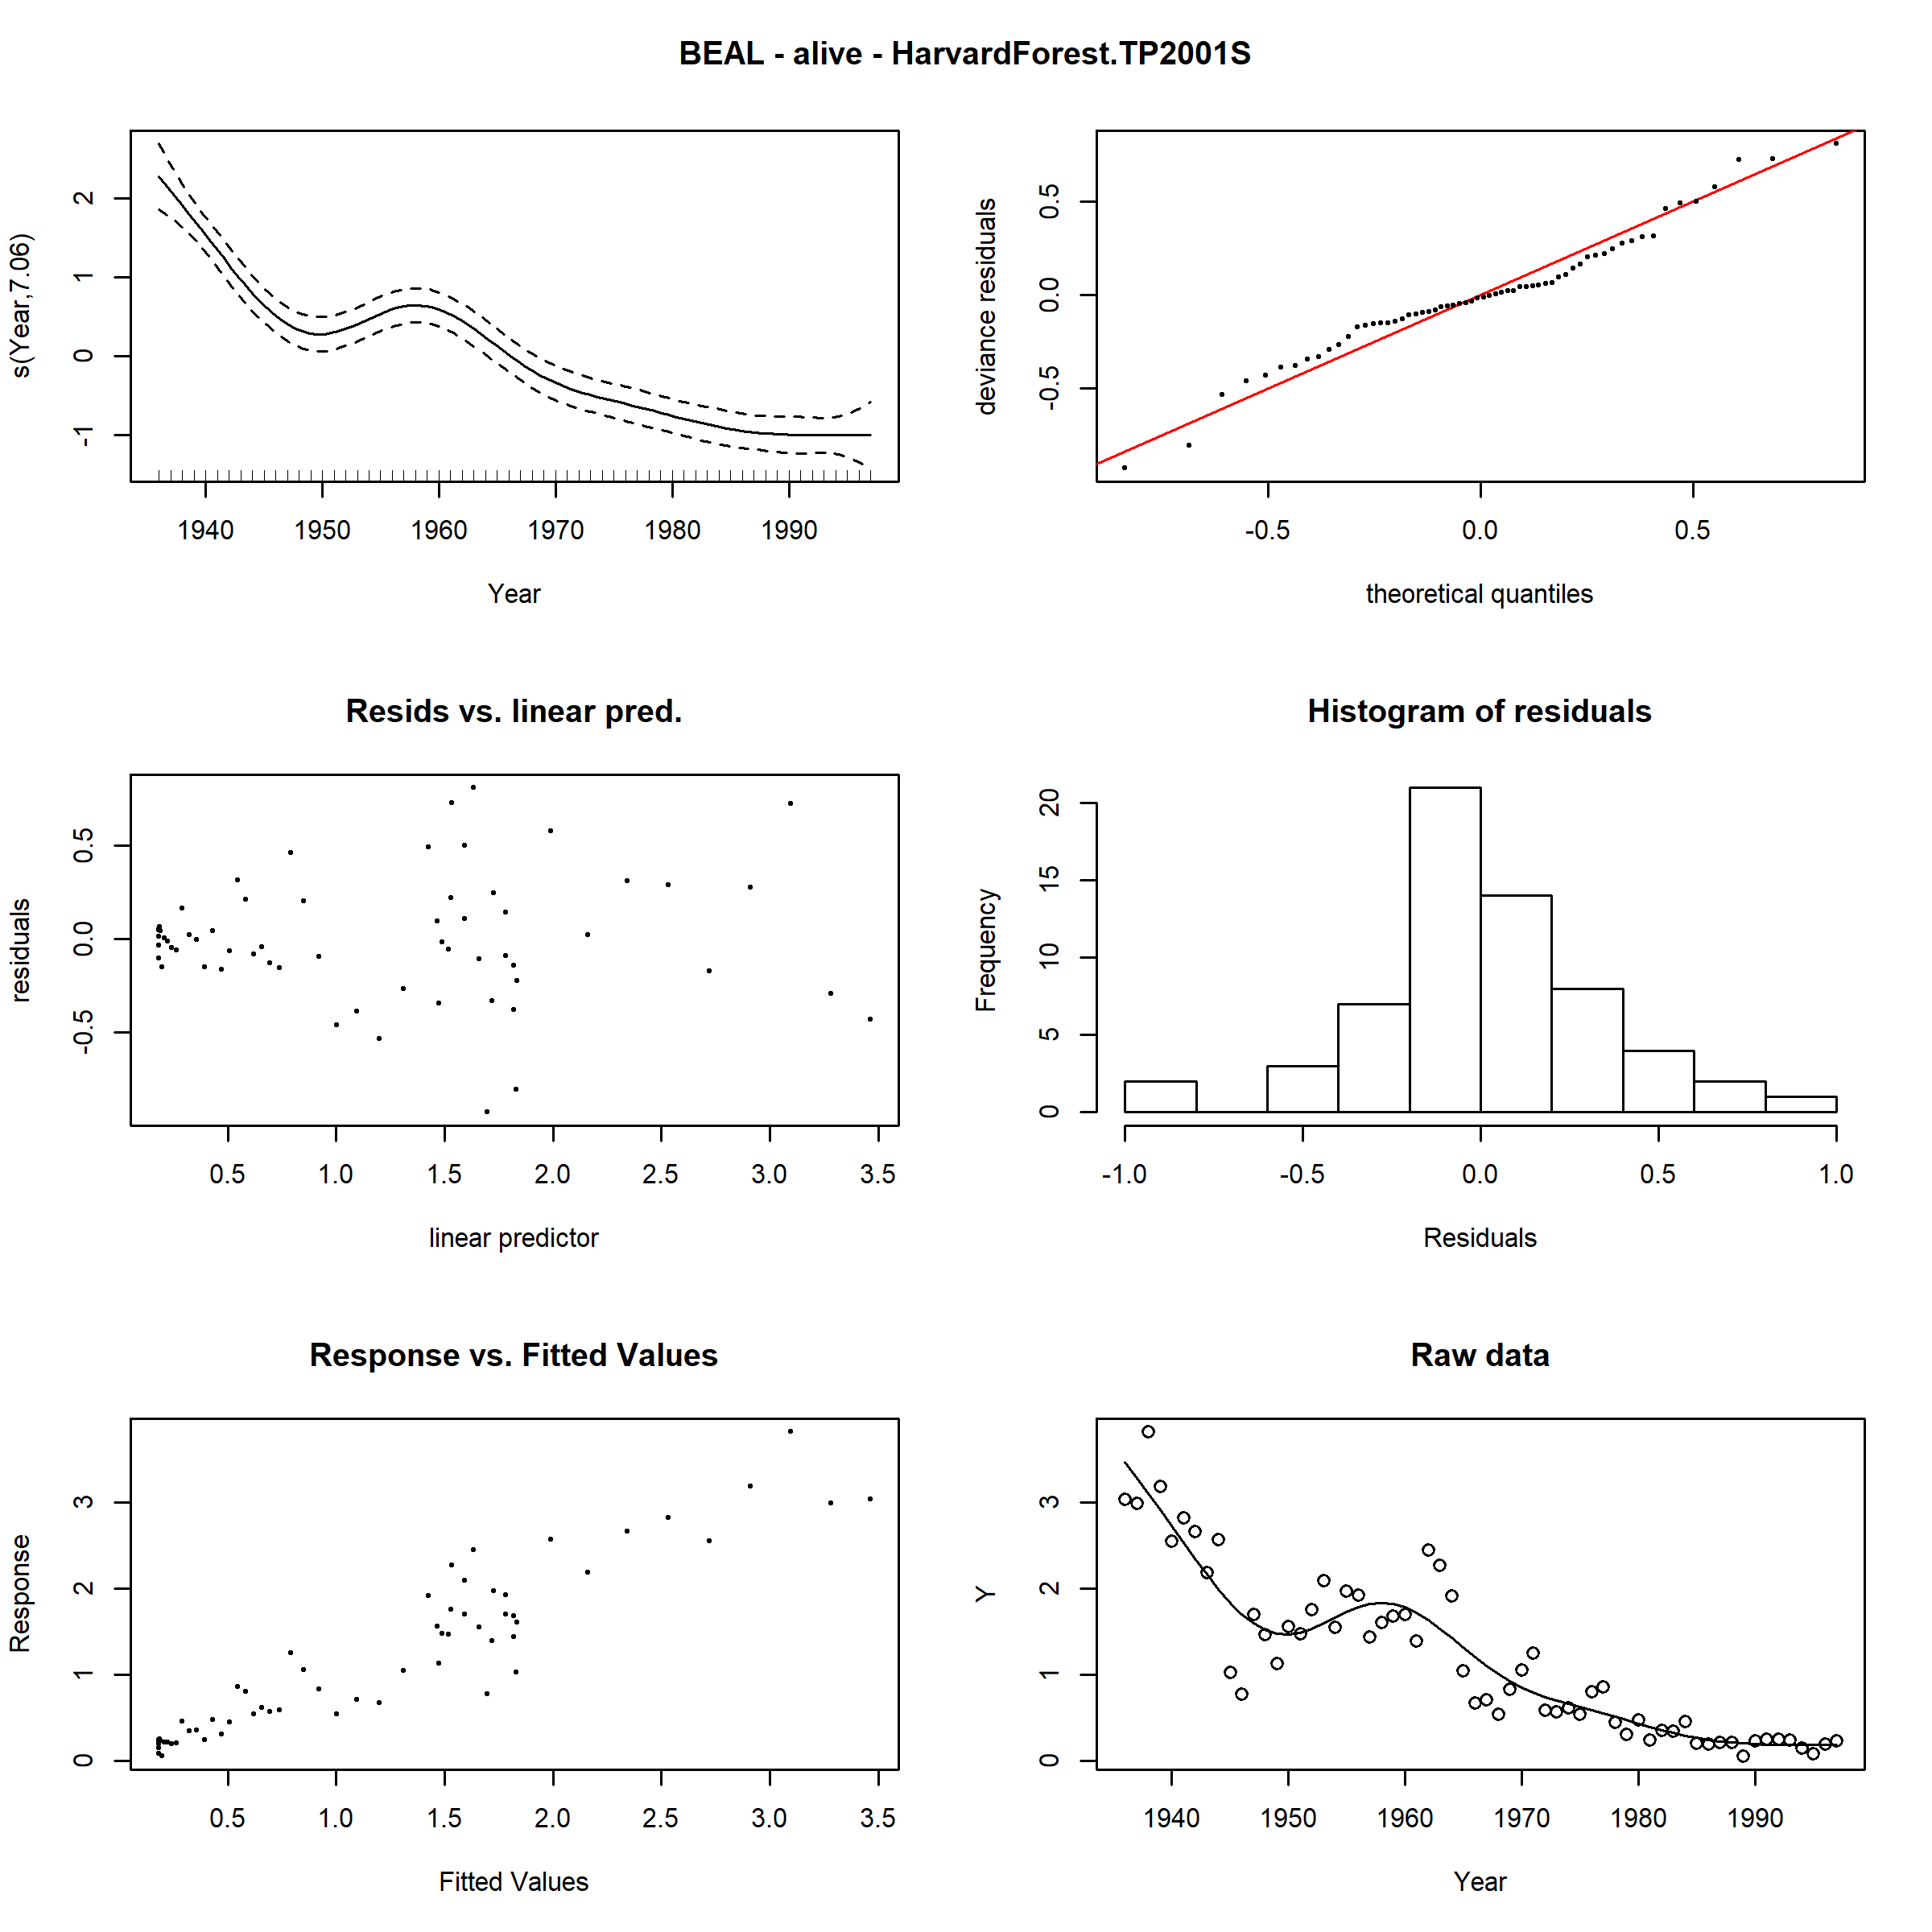 BEAL - alive - HarvardForest.TP2001S
s(Year,7.06)
2
1
0
-1
1940 1950 1960 1970 1980 1990
Year
deviance residuals
0.5
0.0
-0.5
-0.5 0.0 0.5
theoretical quantiles
Resids vs. linear pred.
residuals
0.5
0.0
-0.5
0.5 1.0 1.5 2.0 2.5 3.0 3.5
linear predictor
Histogram of residuals
Frequency
20
15
10
5
0
-1.0 -0.5 0.0 0.5 1.0
Residuals
Response vs. Fitted Values
Response
3
2
1
0
0.5 1.0 1.5 2.0 2.5 3.0 3.5
Fitted Values
Raw data
Y
3
2
1
0
1940 1950 1960 1970 1980 1990
Year